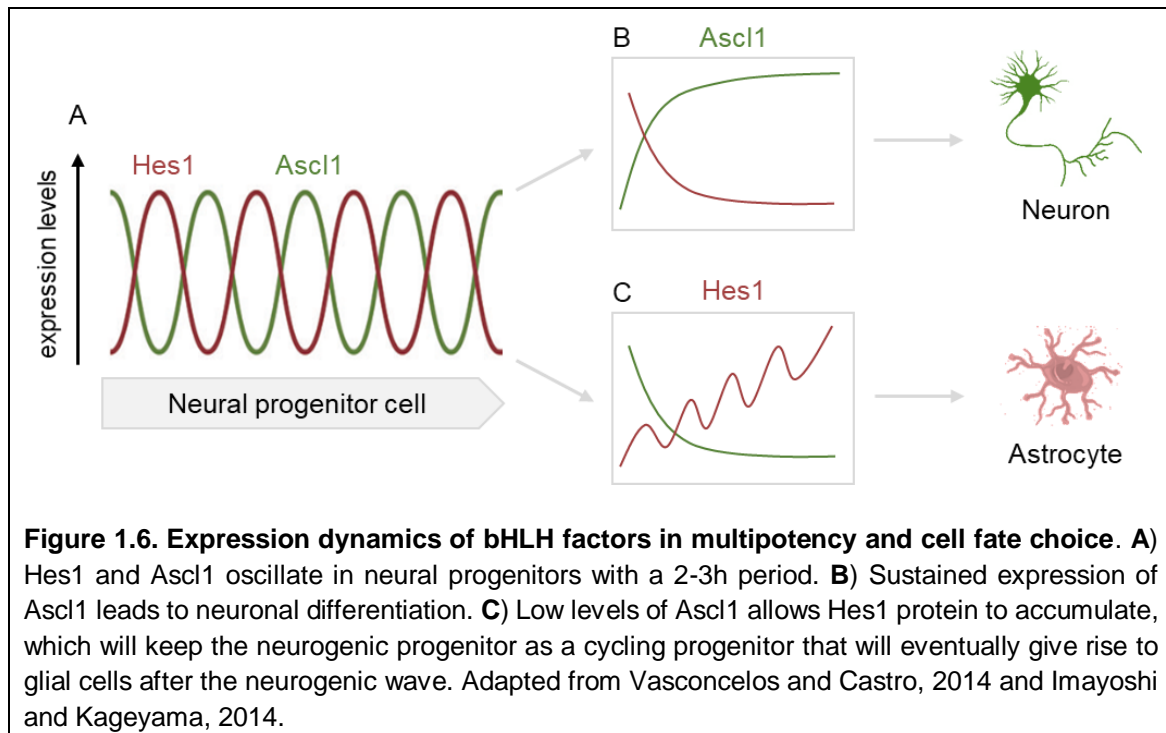 A
expression levels
Hes1
Ascl1
Neural progenitor cell
B
Ascl1
Neuron
C
Hes1
Astrocyte
Figure 1.6. Expression dynamics of bHLH factors in multipotency and cell fate choice. A)
Hes1 and Ascl1 oscillate in neural progenitors with a 2-3h period. B) Sustained expression of
Ascl1 leads to neuronal differentiation. C) Low levels of Ascl1 allows Hes1 protein to accumulate,
which will keep the neurogenic progenitor as a cycling progenitor that will eventually give rise to
glial cells after the neurogenic wave. Adapted from Vasconcelos and Castro, 2014 and Imayoshi
and Kageyama, 2014.